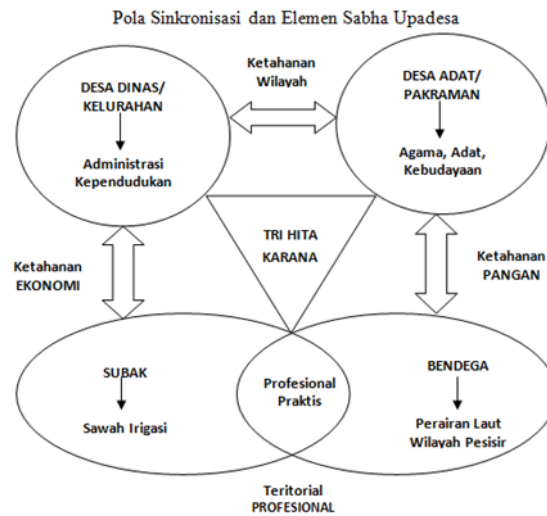 Pola Sinkronisasi dan Elemen Sabha Upadesa
DESA DINAS/
KELURAHAN
Administrasi
Kependudukan
Ketahanan
Wilayah
DESA ADAT/
PAKRAMAN
Agama, Adat,
Kebudayaan
TRI HITA
KARANA
Ketahanan
EKONOMI
Ketahanan
PANGAN
SUBAK
Sawah Irigasi
Profesional
Praktis
BENDEGA
Perairan Laut
Wilayah Pesisir
Teritorial
PROFESIONAL